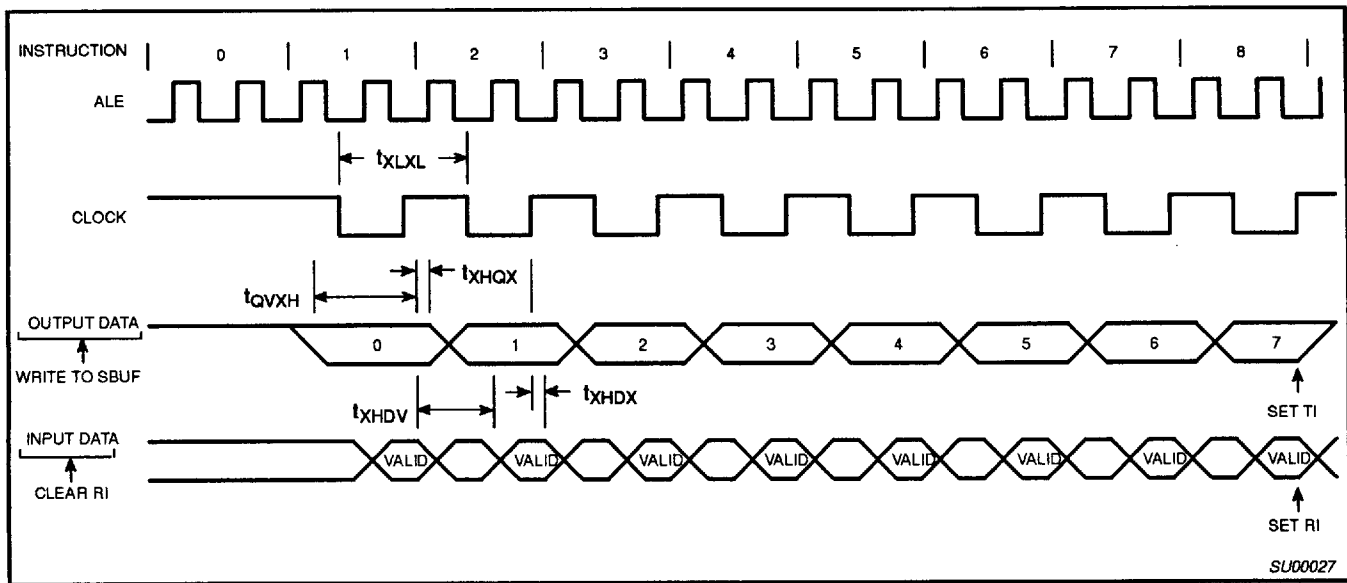 INSTRUCTION 0 1 2 3 4 5 6 7 8
ALE
tXLXL
CLOCK
tXHQX
tQVXH
OUTPUT DATA
0 1 2 3 4 5 6 7
WRITE TO SBUF
tXHDX
tXHDV
SET TI
INPUT DATA
VALID VALID VALID VALID VALID VALID VALID VALID
CLEAR RI
SET RI
SU00027